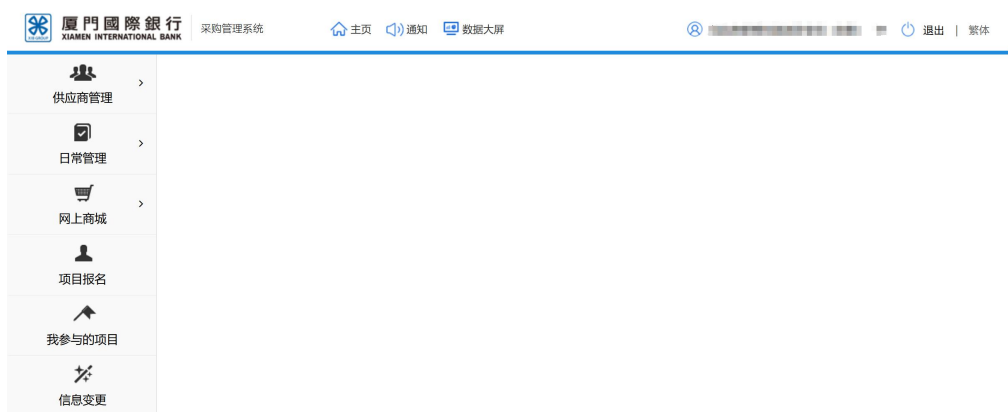 厦門國際銀行
XIAMEN INTERNATIONAL BANK
采购管理系统
主页 通知 数据大屏
退出 | 繁体
供应商管理
日常管理
网上商城
项目报名
我参与的项目
信息变更